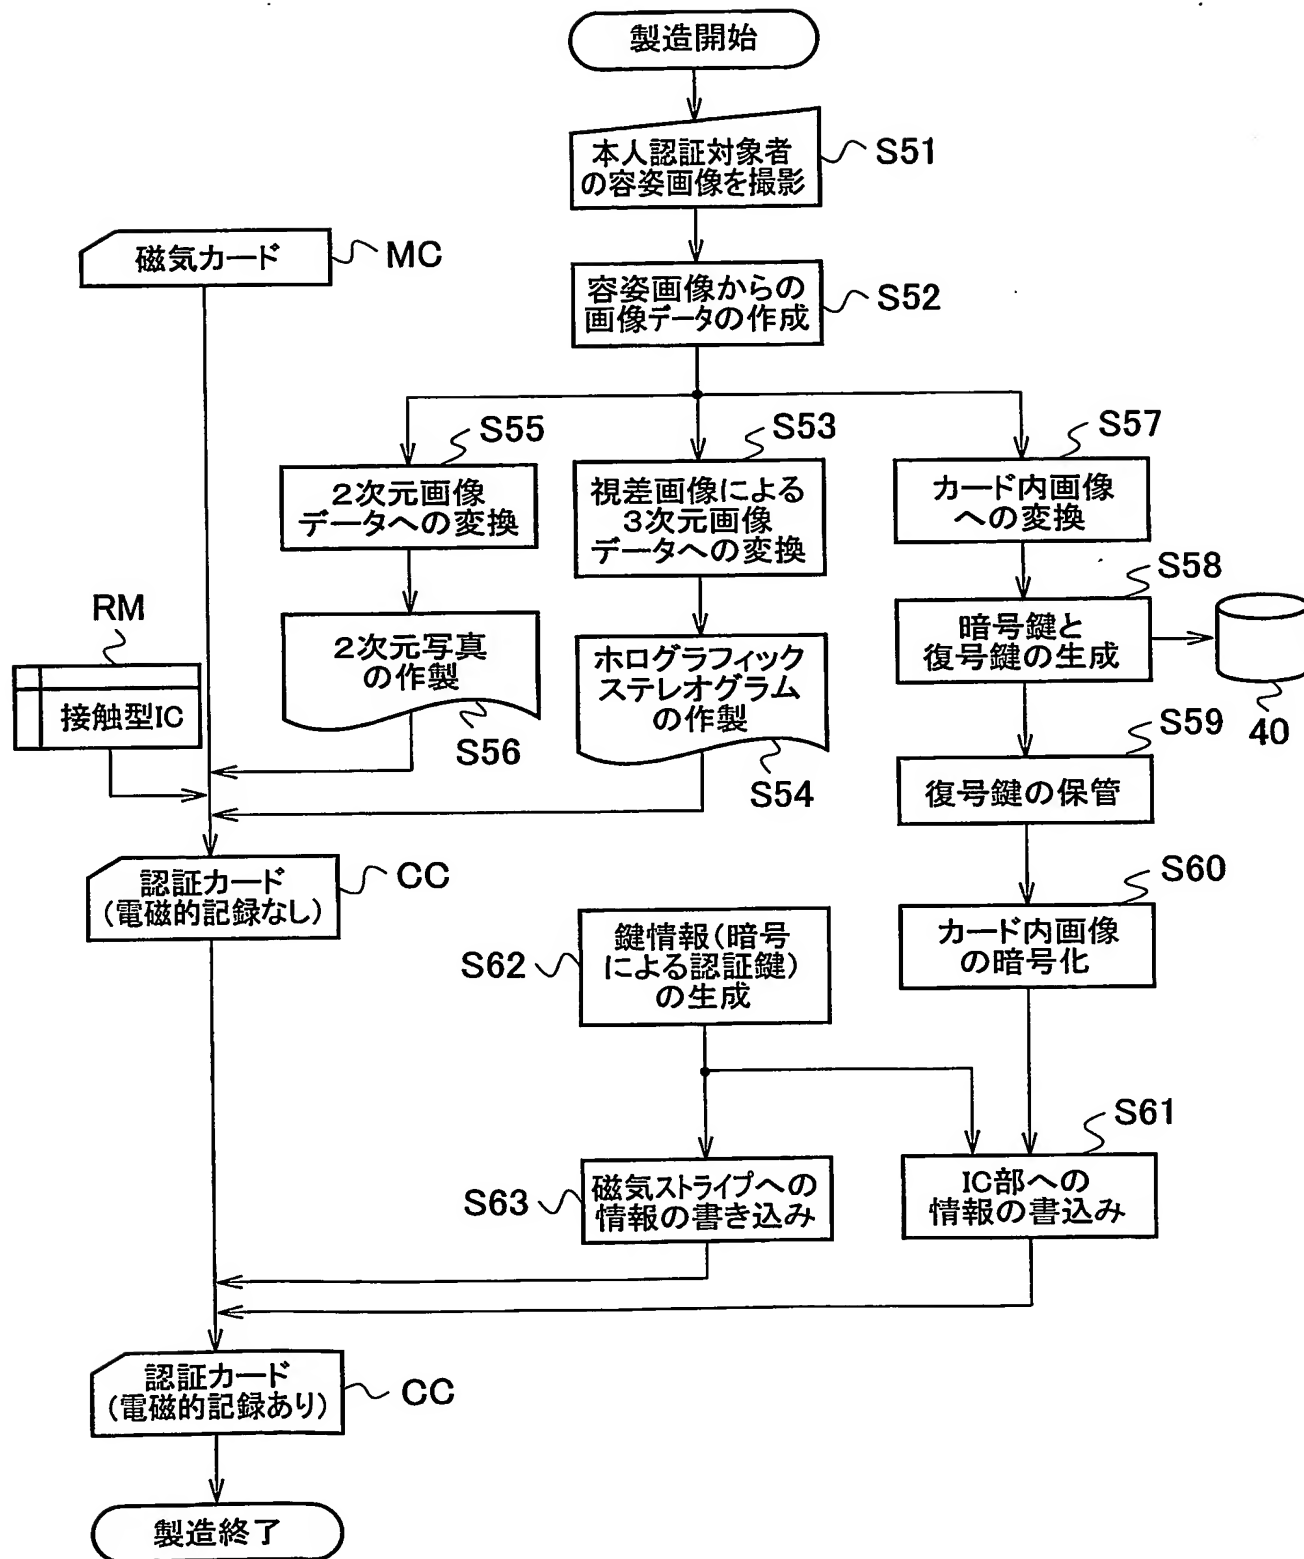 製造開始
本人認証対象者
の容姿画像を撮影
S51
磁気カード
MC
容姿画像からの
画像データの作成
S52
S55
S53
S57
2次元画像
データへの変換
視差画像による
3次元画像
データへの変換
カード内画像
への変換
S58
RM
接触型IC
2次元写真
の作製
S56
ホログラフィック
ステレオグラム
の作製
S54
暗号鍵と
復号鍵の生成
40
S59
復号鍵の保管
認証カード
(電磁的記録なし)
CC
S60
カード内画像
の暗号化
S62
鍵情報(暗号
による認証鍵)
の生成
S61
S63
磁気ストライプへの
情報の書き込み
IC部への
情報の書込み
認証カード
(電磁的記録あり)
CC
製造終了